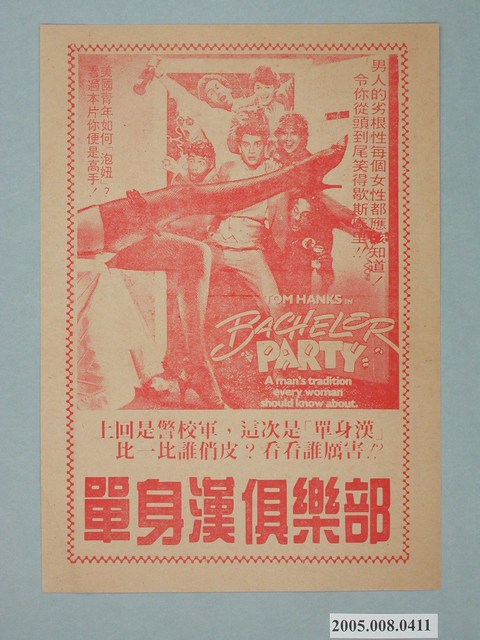 男人的劣根性每個女性都應該知道！
令你從頭到尾笑得歇斯底里!!
美國青年如何「泡妞」？
看過本片你便是高手！
TOM HANKS IN
BACHELOR
PARTY
A man's tradition
every woman
should know about.
上回是警校軍，這次是「單身漢」
比一比誰俏皮？看看誰厲害!?
單身漢俱樂部
2005.008.0411